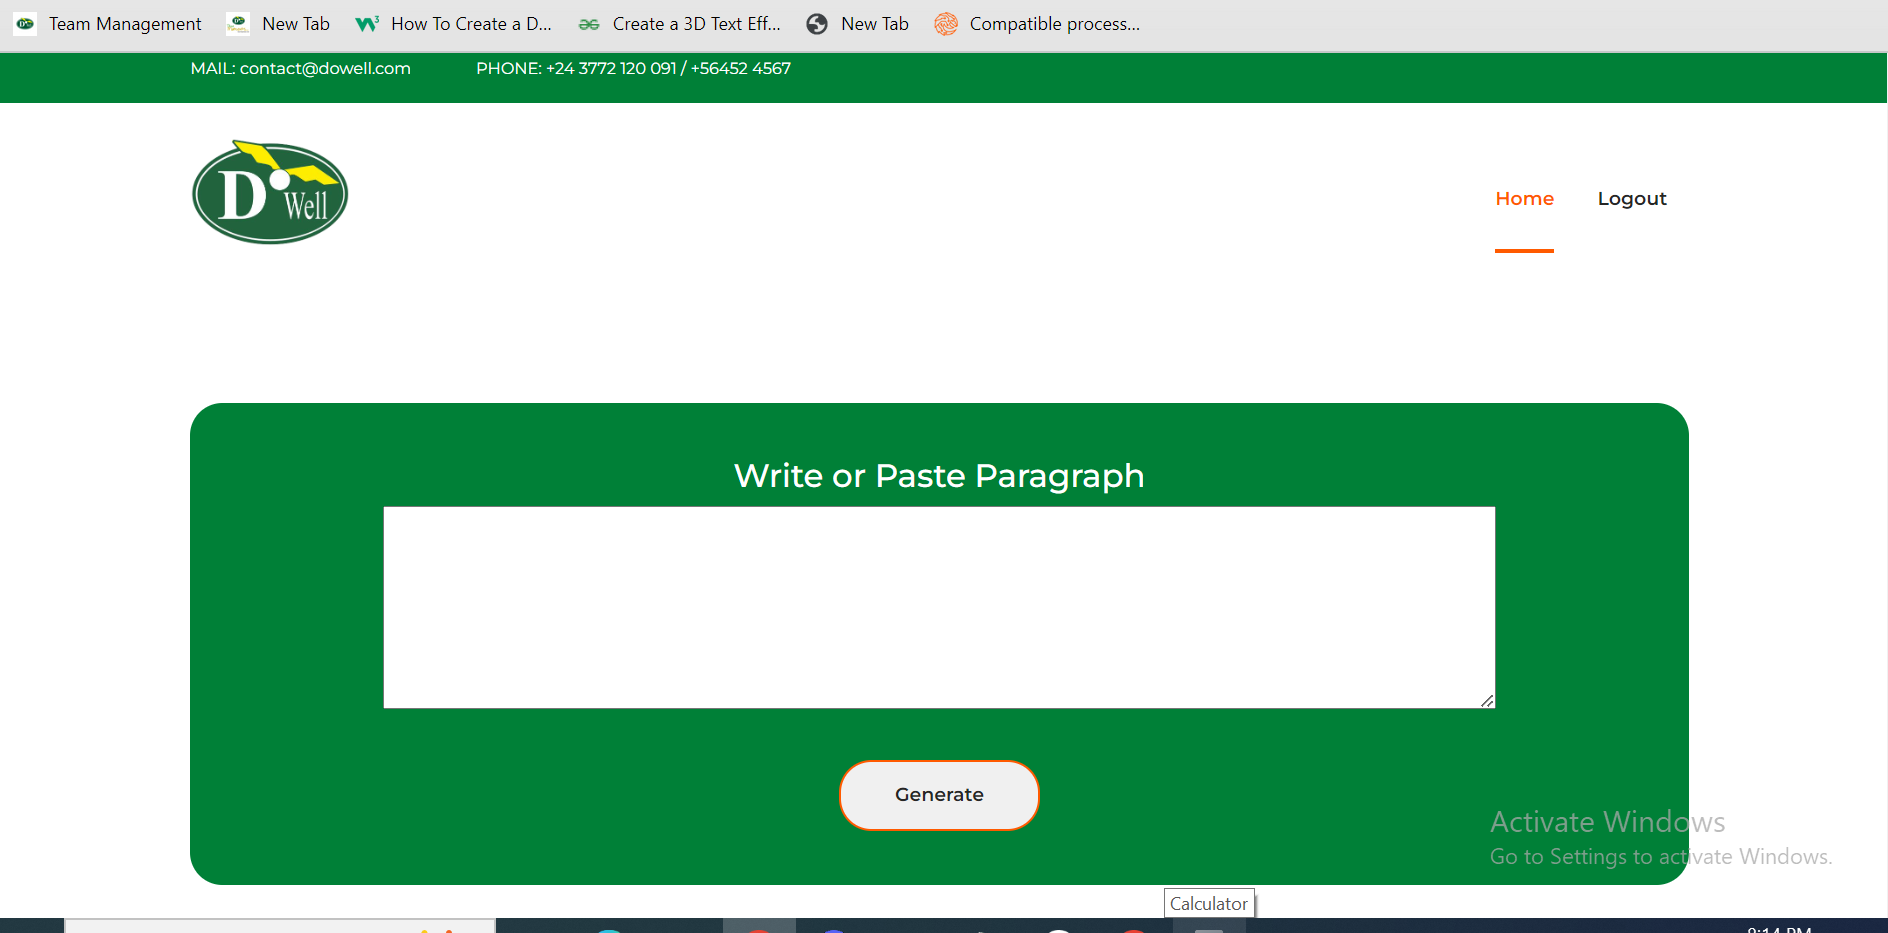 Team Management New Tab How To Create a D... Create a 3D Text Eff... New Tab Compatible process...
MAIL: contact@dowell.com PHONE: +24 3772 120 091 / +56452 4567
D Well
Home Logout
Write or Paste Paragraph
Generate
Activate Windows
Go to Settings to activate Windows.
Calculator